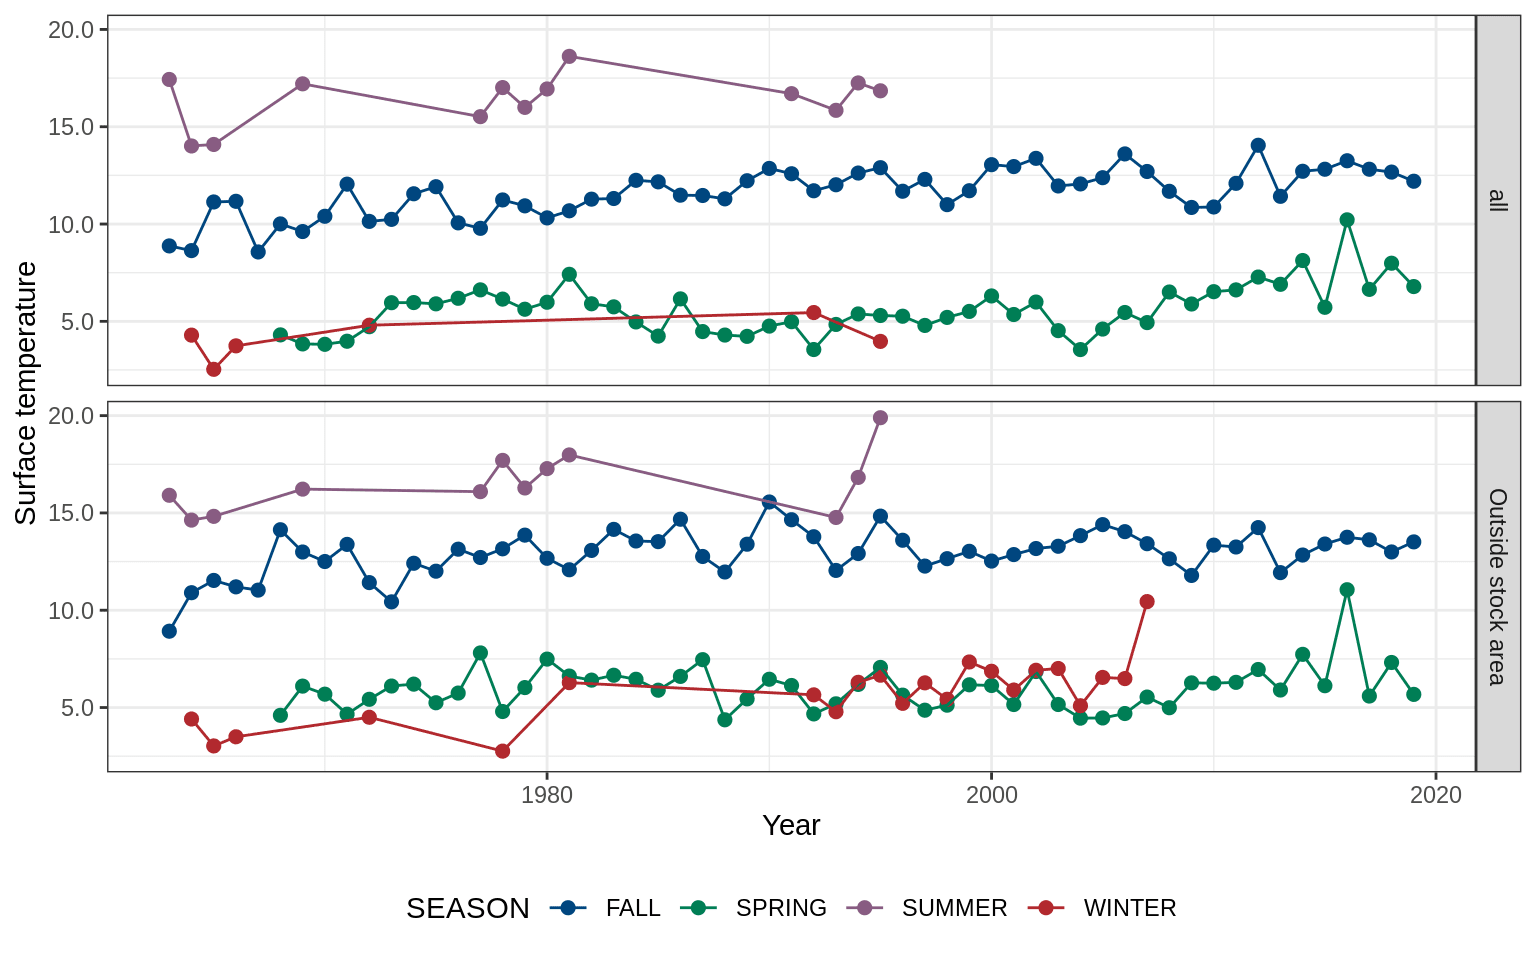 Surface temperature
20.0
15.0
10.0
5.0
all
20.0
15.0
10.0
5.0
Outside stock area
1980 2000 2020
Year
SEASON FALL SPRING SUMMER WINTER